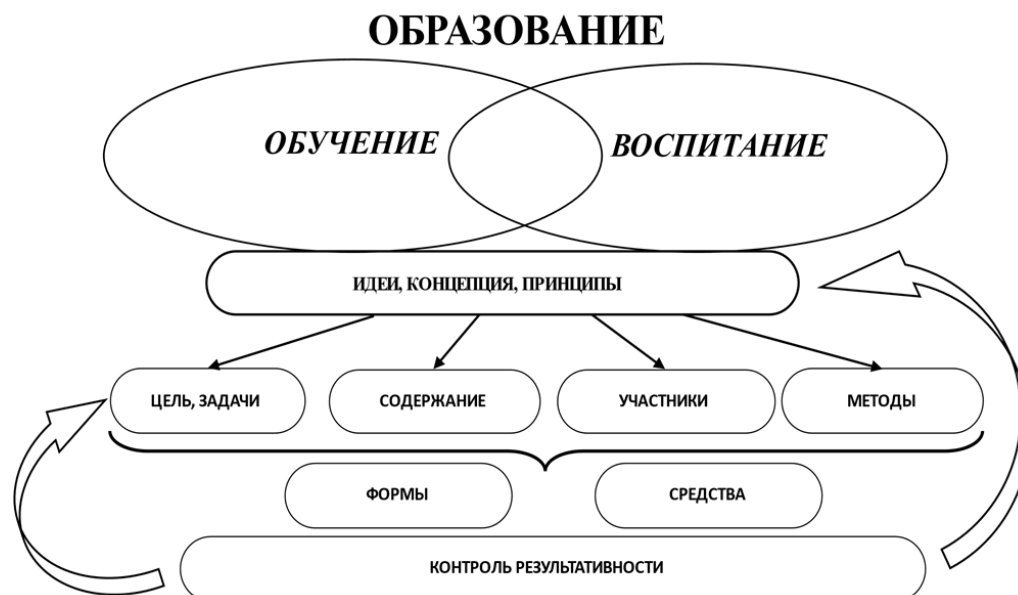 ОБРАЗОВАНИЕ
ОБУЧЕНИЕ
ВОСПИТАНИЕ
ИДЕИ, КОНЦЕПЦИЯ, ПРИНЦИПЫ
ЦЕЛЬ, ЗАДАЧИ
СОДЕРЖАНИЕ
УЧАСТНИКИ
МЕТОДЫ
ФОРМЫ
СРЕДСТВА
КОНТРОЛЬ РЕЗУЛЬТАТИВНОСТИ